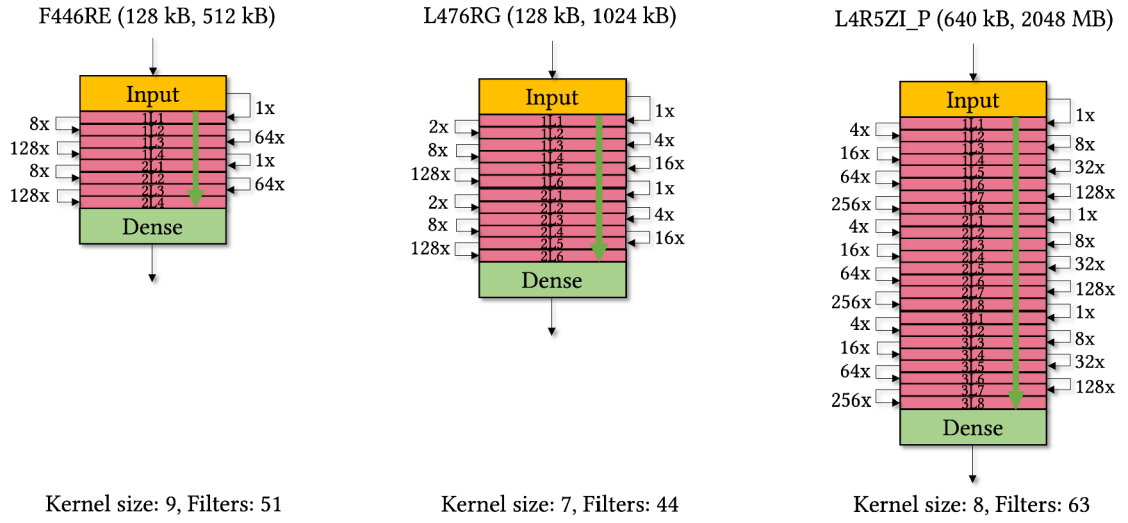 F446RE (128 kB, 512 kB)
Input
1L1
1L2
1L3
1L4
2L1
2L2
2L3
2L4
Dense
8x
128x
8x
128x
1x
64x
1x
64x
Kernel size: 9, Filters: 51
L476RG (128 kB, 1024 kB)
Input
1L1
1L2
1L3
1L4
1L5
1L6
2L1
2L2
2L3
2L4
2L5
2L6
Dense
2x
8x
128x
2x
8x
128x
1x
4x
16x
1x
4x
16x
Kernel size: 7, Filters: 44
L4R5ZI_P (640 kB, 2048 MB)
Input
1L1
1L2
1L3
1L4
1L5
1L6
1L7
1L8
2L1
2L2
2L3
2L4
2L5
2L6
2L7
2L8
3L1
3L2
3L3
3L4
3L5
3L6
3L7
3L8
Dense
4x
16x
64x
256x
4x
16x
64x
256x
4x
16x
64x
256x
1x
8x
32x
128x
1x
8x
32x
128x
1x
8x
32x
128x
Kernel size: 8, Filters: 63